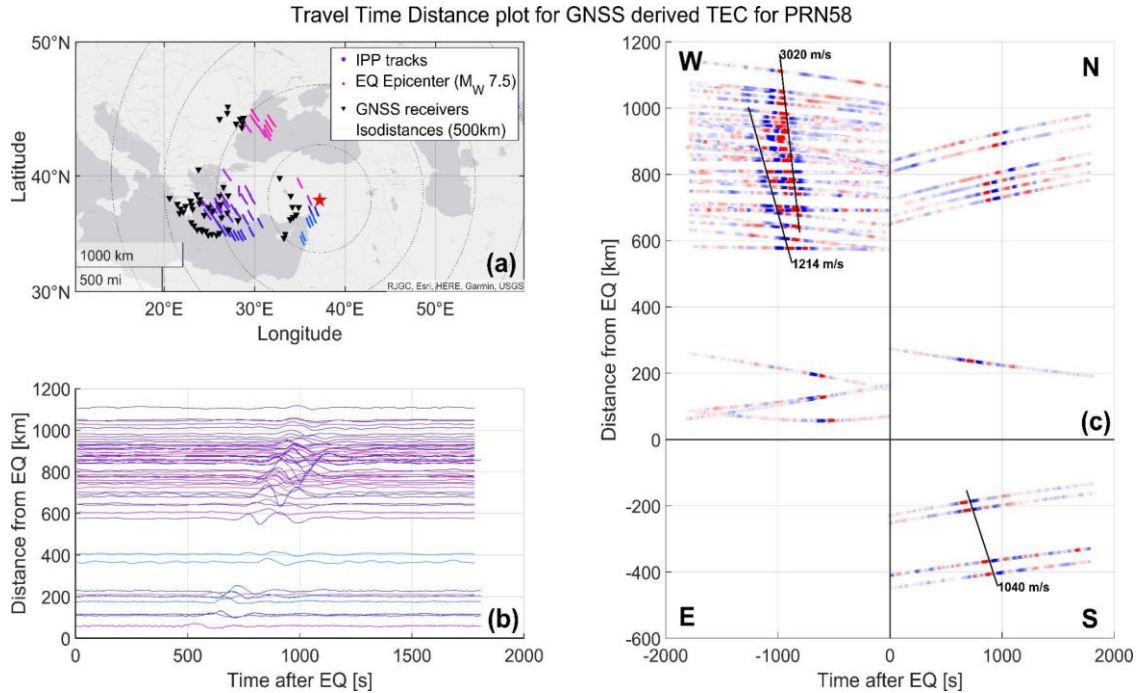 Travel Time Distance plot for GNSS derived TEC for PRN58
50°N
40°N
30°N
Latitude
IPP tracks
EQ Epicenter (M_W 7.5)
GNSS receivers
Isodistances (500km)
1000 km
500 mi
(a)
RJGC, Esri, HERE, Garmin, USGS
20°E 30°E 40°E 50°E
Longitude
1200
1000
800
600
400
200
0
Distance from EQ [km]
(b)
0 500 1000 1500 2000
Time after EQ [s]
1200
1000
800
600
400
200
0
-200
-400
-600
Distance from EQ [km]
W
N
3020 m/s
1214 m/s
(c)
1040 m/s
E
S
-2000 -1000 0 1000 2000
Time after EQ [s]